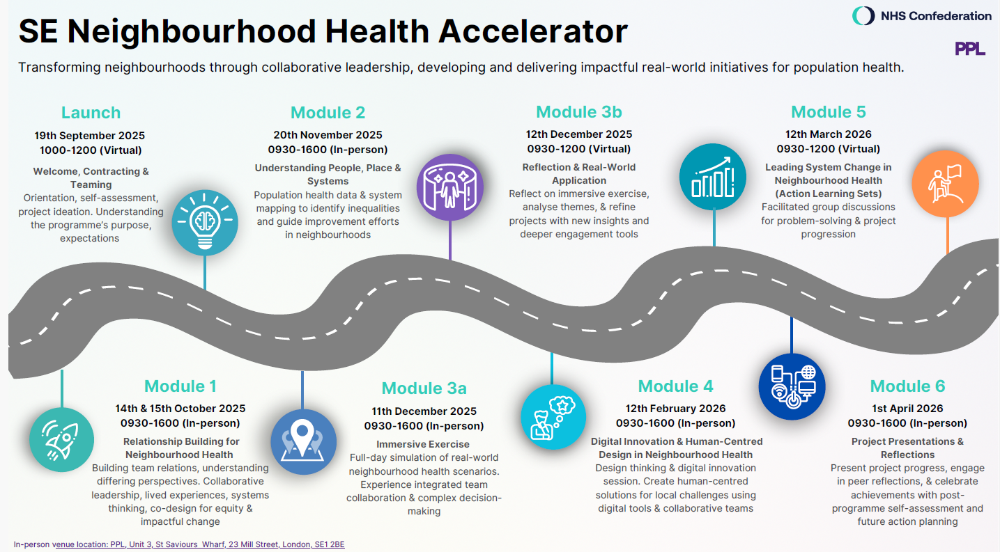 SE Neighbourhood Health Accelerator
NHS Confederation
PPL
Transforming neighbourhoods through collaborative leadership, developing and delivering impactful real-world initiatives for population health.
Launch
19th September 2025
1000-1200 (Virtual)
Welcome, Contracting &
Teaming
Orientation, self-assessment,
project ideation. Understanding
the programme's purpose,
expectations
Module 2
20th November 2025
0930-1600 (In-person)
Understanding People, Place &
Systems
Population health data & system
mapping to identify inequalities
and guide improvement efforts
in neighbourhoods
Module 3b
12th December 2025
0930-1200 (Virtual)
Reflection & Real-World
Application
Reflect on immersive exercise,
analyse themes, & refine
projects with new insights and
deeper engagement tools
Module 5
12th March 2026
0930-1200 (Virtual)
Leading System Change in
Neighbourhood Health
(Action Learning Sets)
Facilitated group discussions
for problem-solving & project
progression
Module 1
14th & 15th October 2025
0930-1600 (In-person)
Relationship Building for
Neighbourhood Health
Building team relations, understanding
differing perspectives. Collaborative
leadership, lived experiences, systems
thinking, co-design for equity &
impactful change
Module 3a
11th December 2025
0930-1600 (In-person)
Immersive Exercise
Full-day simulation of real-world
neighbourhood health scenarios.
Experience integrated team
collaboration & complex decision-
making
Module 4
12th February 2026
0930-1600 (In-person)
Digital Innovation & Human-Centred
Design in Neighbourhood Health
Design thinking & digital innovation
session. Create human-centred
solutions for local challenges using
digital tools & collaborative teams
Module 6
1st April 2026
0930-1600 (In-person)
Project Presentations &
Reflections
Present project progress, engage
in peer reflections, & celebrate
achievements with post-
programme self-assessment and
future action planning
In-person venue location: PPL, Unit 3, St Saviours  Wharf, 23 Mill Street, London, SE1 2BE